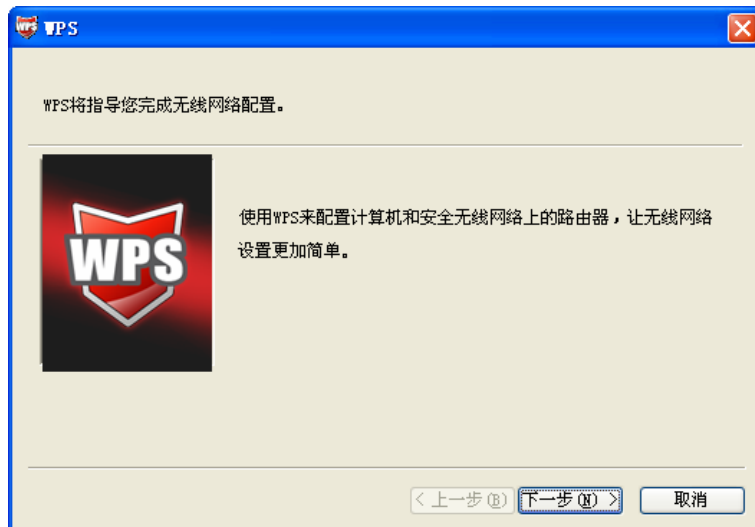 WPS
WPS将指导您完成无线网络配置。
WPS
使用WPS来配置计算机和安全无线网络上的路由器，让无线网络
设置更加简单。
< 上一步(B) 下一步(N) > 取消